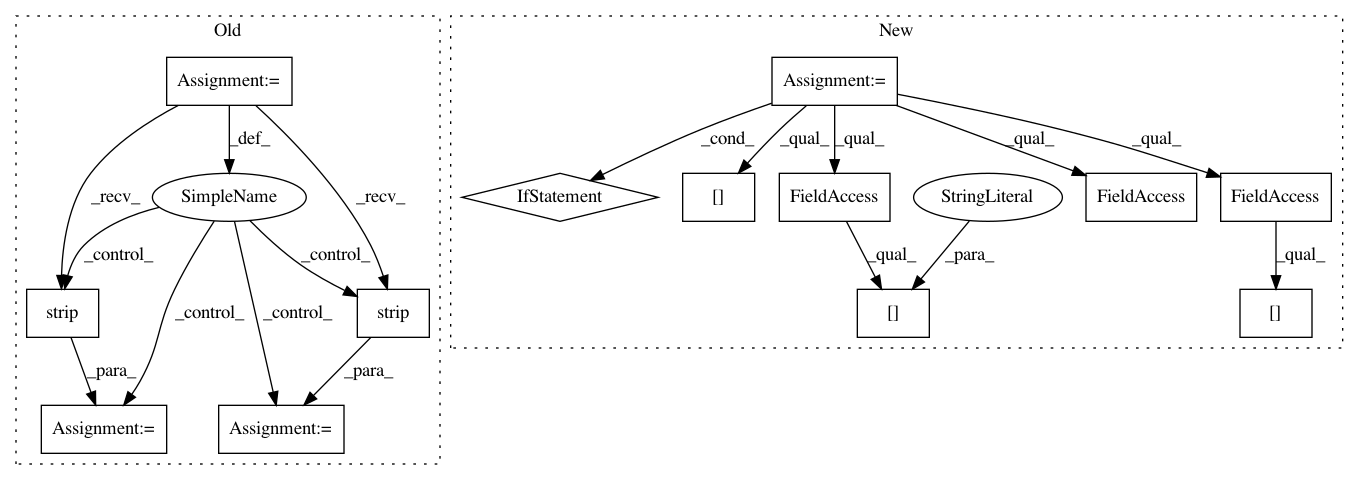 Old
New
Assignment:=
Assignment:=
_def_
_cond_
_qual_
_qual_
_qual_
_qual_
_recv_
SimpleName
_recv_
IfStatement
[]
FieldAccess
StringLiteral
FieldAccess
FieldAccess
_control_
_control_
_qual_
_para_
_qual_
strip
_control_
_control_
strip
[]
[]
_para_
_para_
Assignment:=
Assignment:=